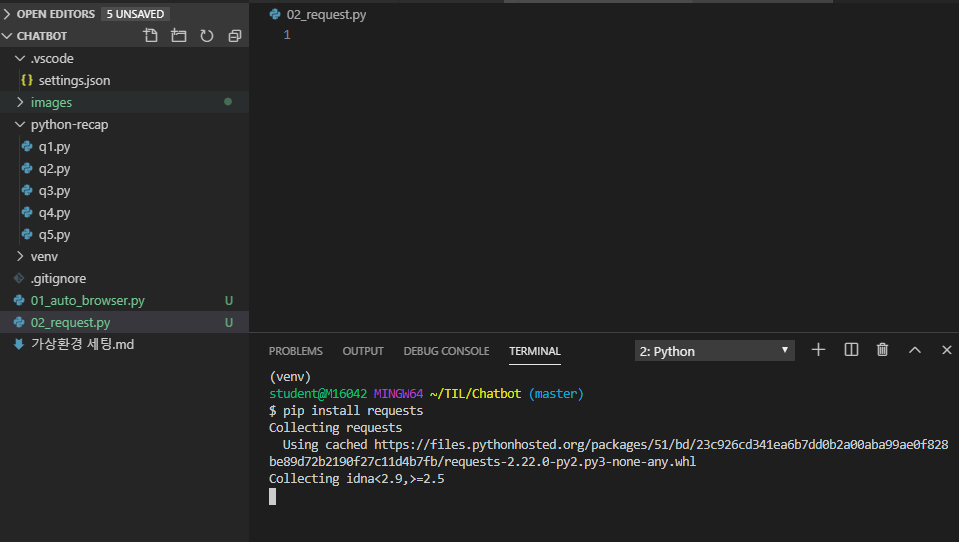 OPEN EDITORS 5 UNSAVED
CHATBOT
.vscode
{} settings.json
images
python-recap
q1.py
q2.py
q3.py
q4.py
q5.py
venv
.gitignore
01_auto_browser.py U
02_request.py U
가상환경 세팅.md
02_request.py
1
PROBLEMS OUTPUT DEBUG CONSOLE TERMINAL 2: Python
(venv)
student@M16042 MINGW64 ~/TIL/Chatbot (master)
$ pip install requests
Collecting requests
Using cached https://files.pythonhosted.org/packages/51/bd/23c926cd341ea6b7dd0b2a00aba99ae0f828
be89d72b2190f27c11d4b7fb/requests-2.22.0-py2.py3-none-any.whl
Collecting idna<2.9,>=2.5